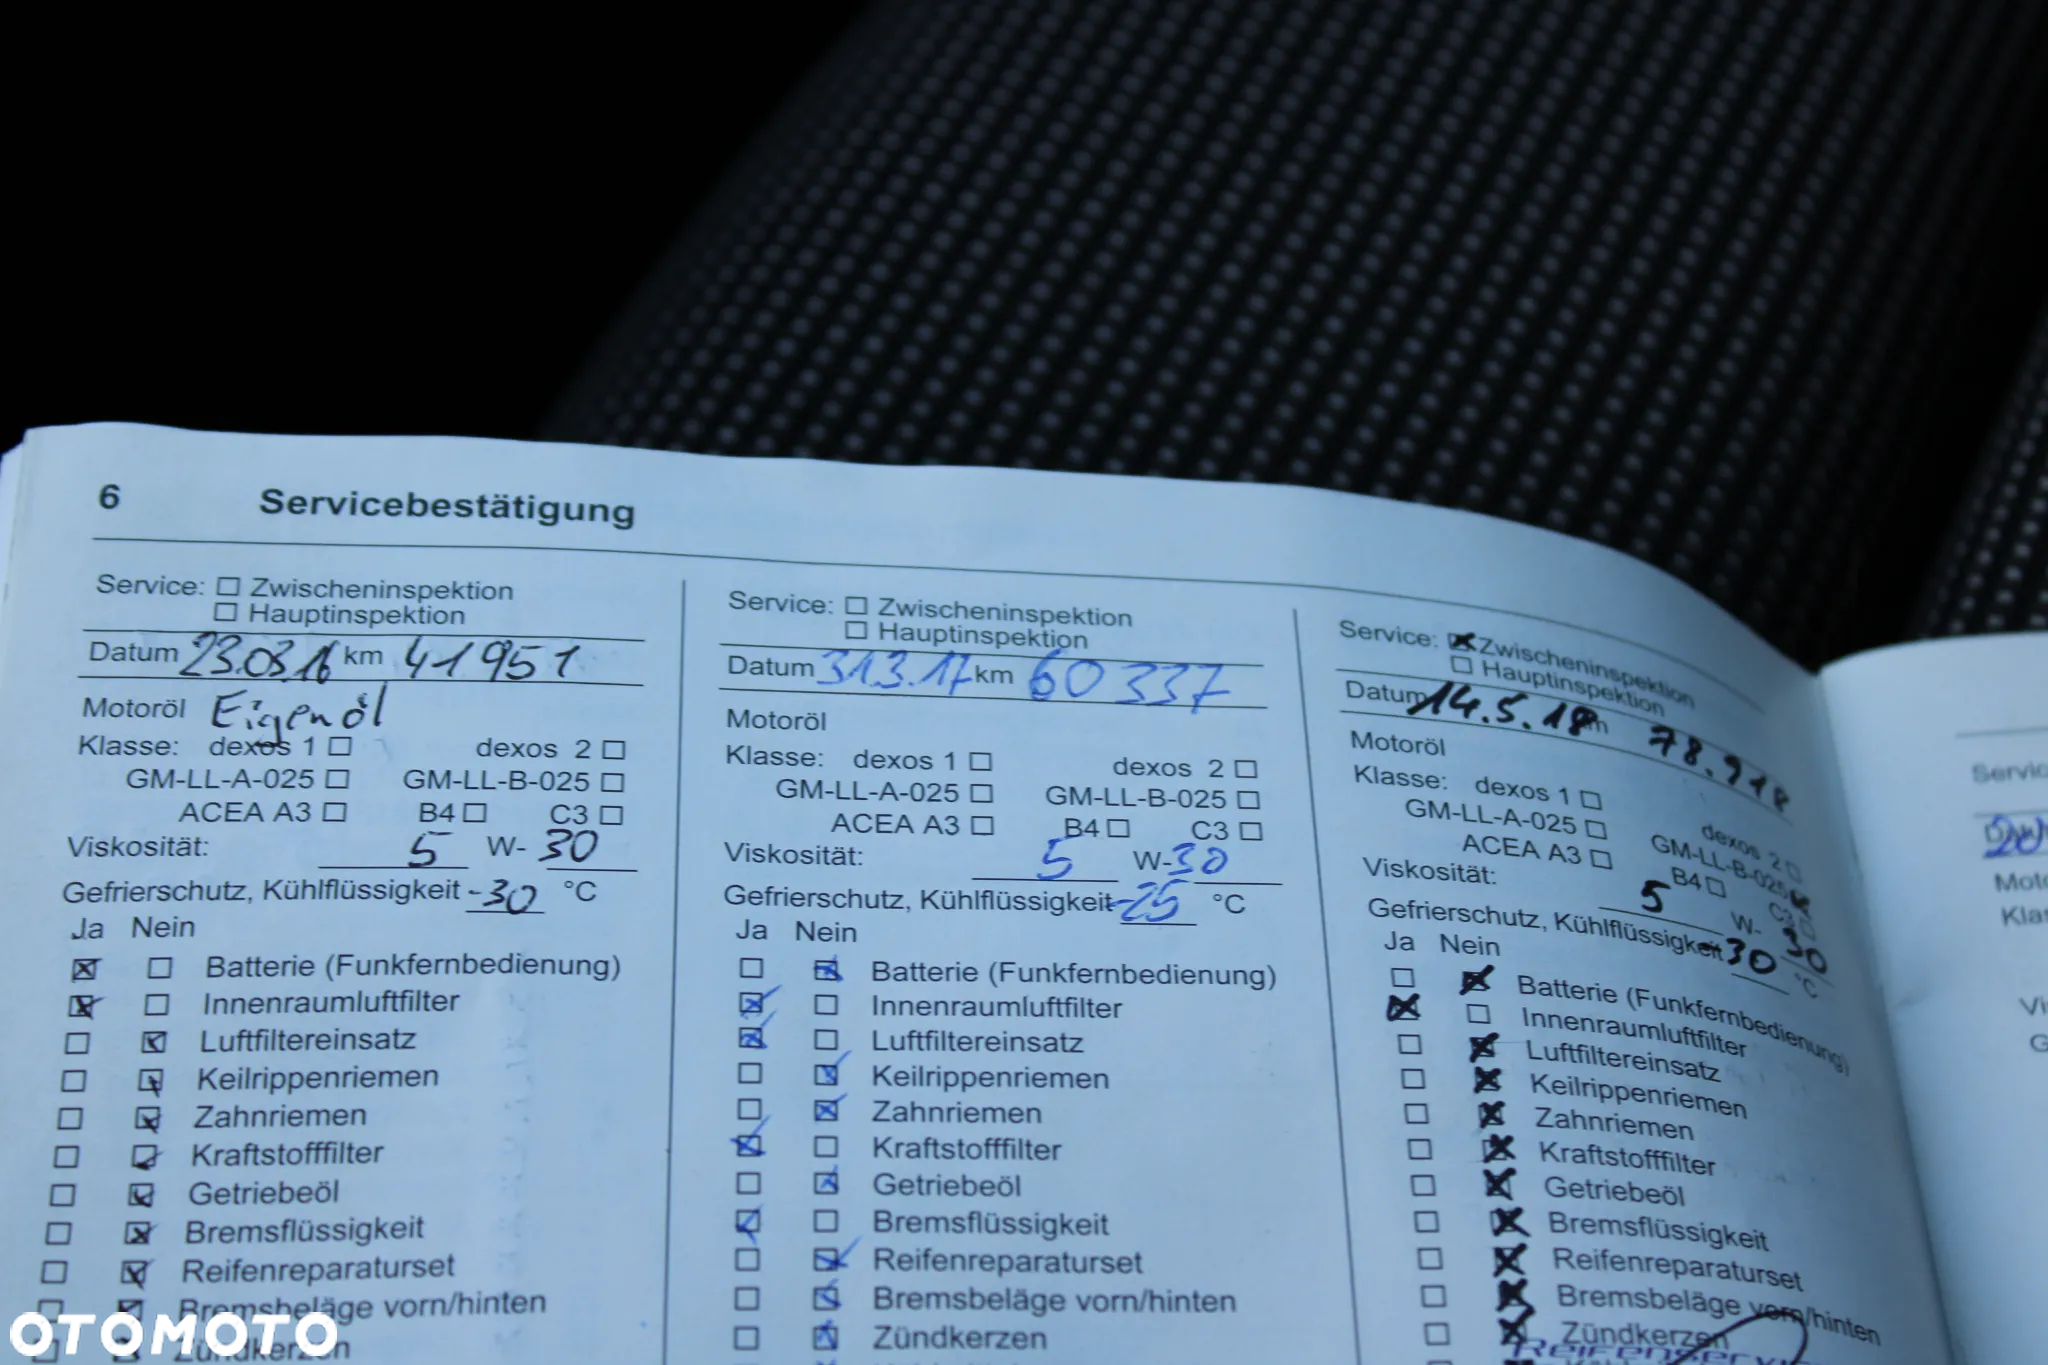 6 Servicebestätigung
Service: ☐ Zwischeninspektion
☐ Hauptinspektion
Datum 23.03.16 km 41951
Motoröl Eigenöl
Klasse: dexos 1 ☐ dexos 2 ☐
GM-LL-A-025 ☐ GM-LL-B-025 ☐
ACEA A3 ☐ B4 ☐ C3 ☐
Viskosität: 5 W- 30
Gefrierschutz, Kühlflüssigkeit -30 °C
Ja Nein
☒ ☐ Batterie (Funkfernbedienung)
☒ ☐ Innenraumluftfilter
☐ ☒ Luftfiltereinsatz
☐ ☒ Keilrippenriemen
☐ ☒ Zahnriemen
☐ ☒ Kraftstofffilter
☐ ☒ Getriebeöl
☐ ☒ Bremsflüssigkeit
☐ ☒ Reifenreparaturset
☐ ☒ Bremsbeläge vorn/hinten
☐ ☒ Zündkerzen
Service: ☐ Zwischeninspektion
☐ Hauptinspektion
Datum 31.3.17 km 60337
Motoröl
Klasse: dexos 1 ☐ dexos 2 ☐
GM-LL-A-025 ☐ GM-LL-B-025 ☐
ACEA A3 ☐ B4 ☐ C3 ☐
Viskosität: 5 W- 30
Gefrierschutz, Kühlflüssigkeit -25 °C
Ja Nein
☐ ☒ Batterie (Funkfernbedienung)
☒ ☐ Innenraumluftfilter
☒ ☐ Luftfiltereinsatz
☐ ☒ Keilrippenriemen
☐ ☒ Zahnriemen
☒ ☐ Kraftstofffilter
☐ ☒ Getriebeöl
☒ ☐ Bremsflüssigkeit
☐ ☒ Reifenreparaturset
☐ ☒ Bremsbeläge vorn/hinten
☐ ☒ Zündkerzen
Service: ☒ Zwischeninspektion
☐ Hauptinspektion
Datum 14.5.18 78.918
Motoröl
Klasse: dexos 1 ☐ dexos 2 ☐
GM-LL-A-025 ☐ GM-LL-B-025 ☒
ACEA A3 ☐ B4 ☐ C3 ☐
Viskosität: 5 W- 30
Gefrierschutz, Kühlflüssigkeit -30 °C
Ja Nein
☐ ☒ Batterie (Funkfernbedienung)
☒ ☐ Innenraumluftfilter
☐ ☒ Luftfiltereinsatz
☐ ☒ Keilrippenriemen
☐ ☒ Zahnriemen
☐ ☒ Kraftstofffilter
☐ ☒ Getriebeöl
☐ ☒ Bremsflüssigkeit
☐ ☒ Reifenreparaturset
☐ ☒ Bremsbeläge vorn/hinten
☐ ☒ Zündkerzen
OTOMOTO